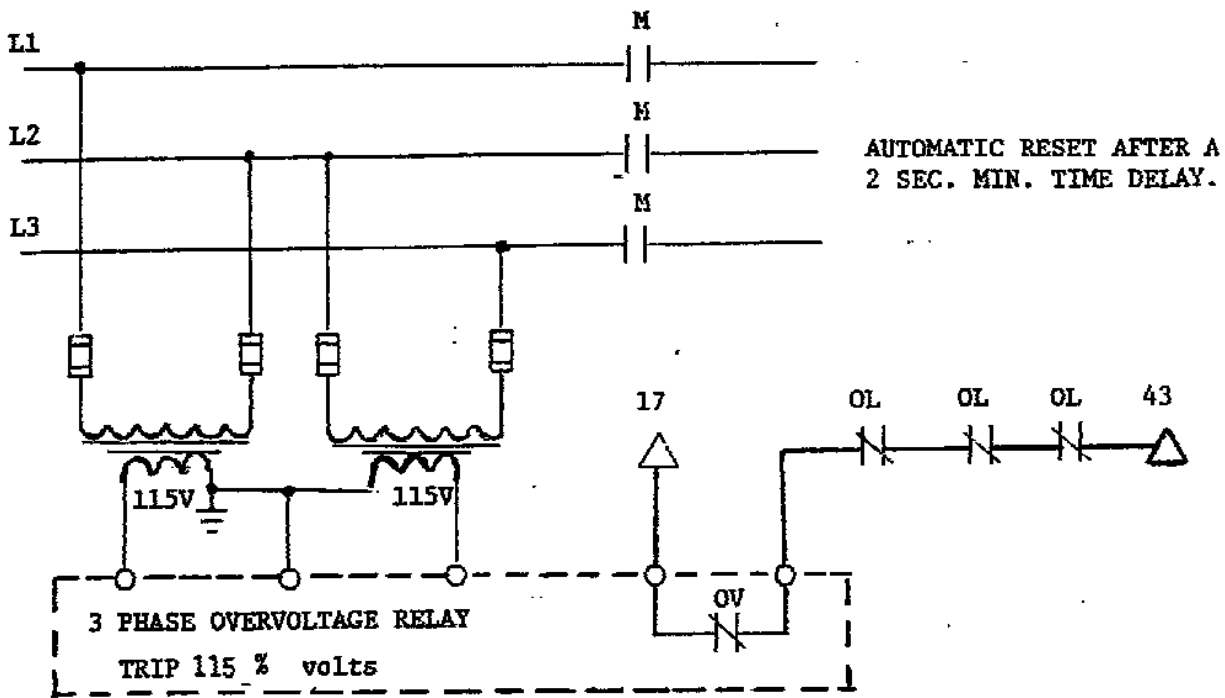 M
L1
M
L2
AUTOMATIC RESET AFTER A
2 SEC. MIN. TIME DELAY.
M
L3
17
OL
OL
OL
43
115V
115V
OV
3 PHASE OVERVOLTAGE RELAY
TRIP 115 % volts